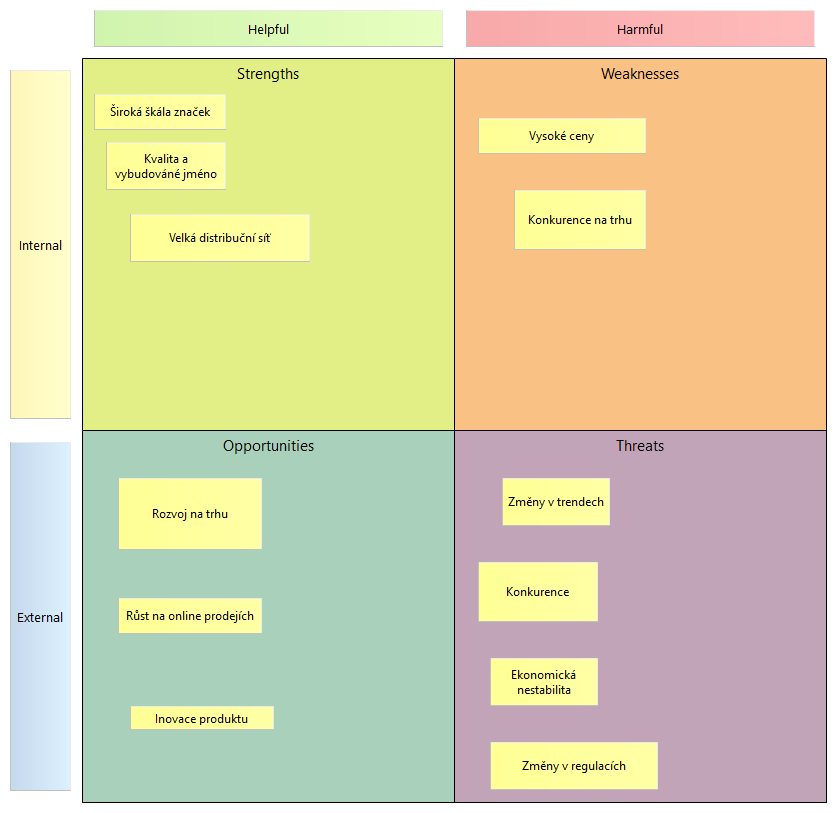 Helpful
Harmful
Internal
Strengths
Široká škála značek
Kvalita a
vybudováné jméno
Velká distribuční síť
Weaknesses
Vysoké ceny
Konkurence na trhu
External
Opportunities
Rozvoj na trhu
Růst na online prodejích
Inovace produktu
Threats
Změny v trendech
Konkurence
Ekonomická
nestabilita
Změny v regulacích